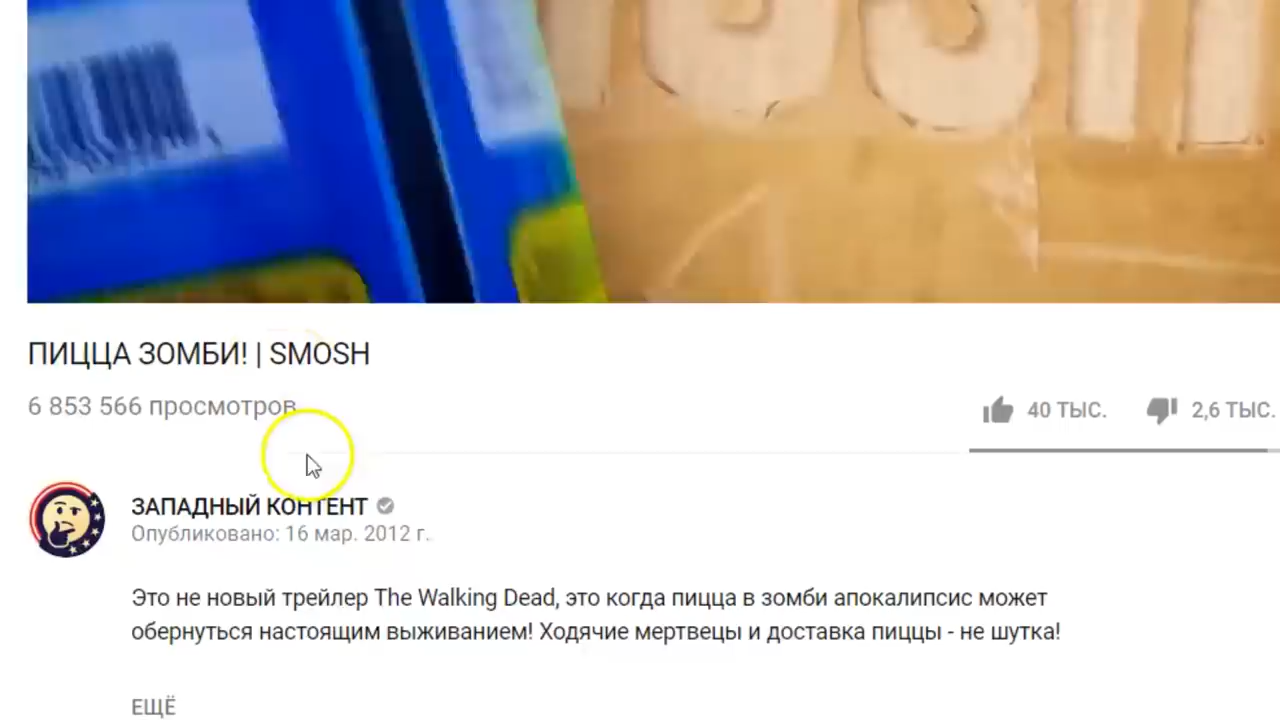 ПИЦЦА ЗОМБИ! | SMOSH
6 853 566 просмотров
40 ТЫС.
2,6 ТЫС.
ЗАПАДНЫЙ КОНТЕНТ
Опубликовано: 16 мар. 2012 г.
Это не новый трейлер The Walking Dead, это когда пицца в зомби апокалипсис может
обернуться настоящим выживанием! Ходячие мертвецы и доставка пиццы - не шутка!
ЕЩЁ